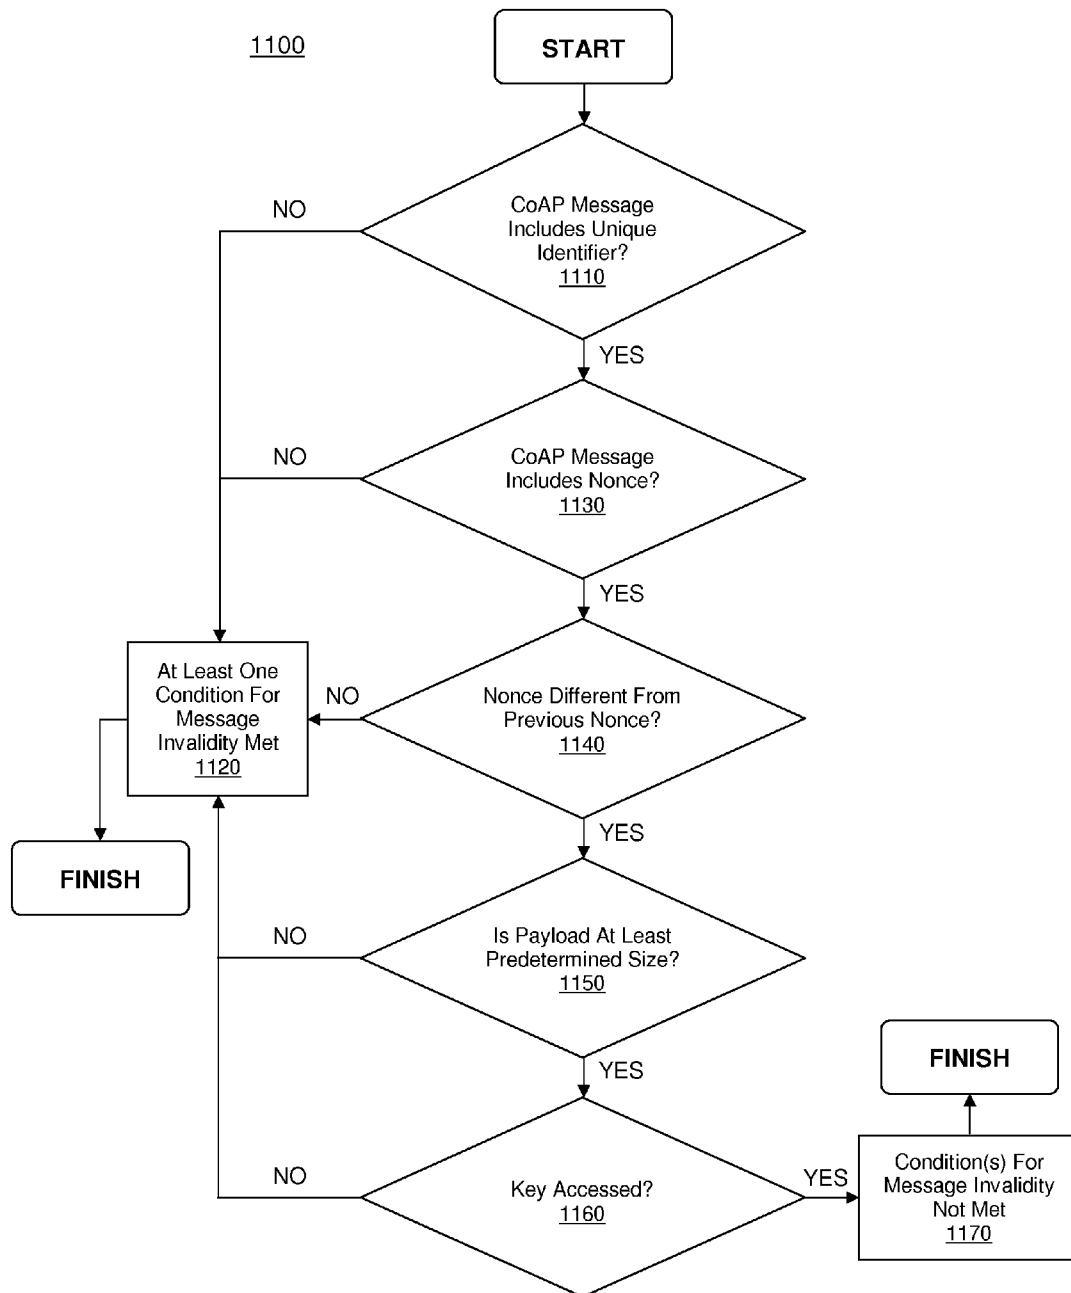 1100
START
CoAP Message
Includes Unique
Identifier?
1110
NO
YES
CoAP Message
Includes Nonce?
1130
NO
YES
At Least One
Condition For
Message
Invalidity Met
1120
NO
Nonce Different From
Previous Nonce?
1140
YES
FINISH
Is Payload At Least
Predetermined Size?
1150
NO
YES
FINISH
Key Accessed?
1160
NO
YES
Condition(s) For
Message Invalidity
Not Met
1170